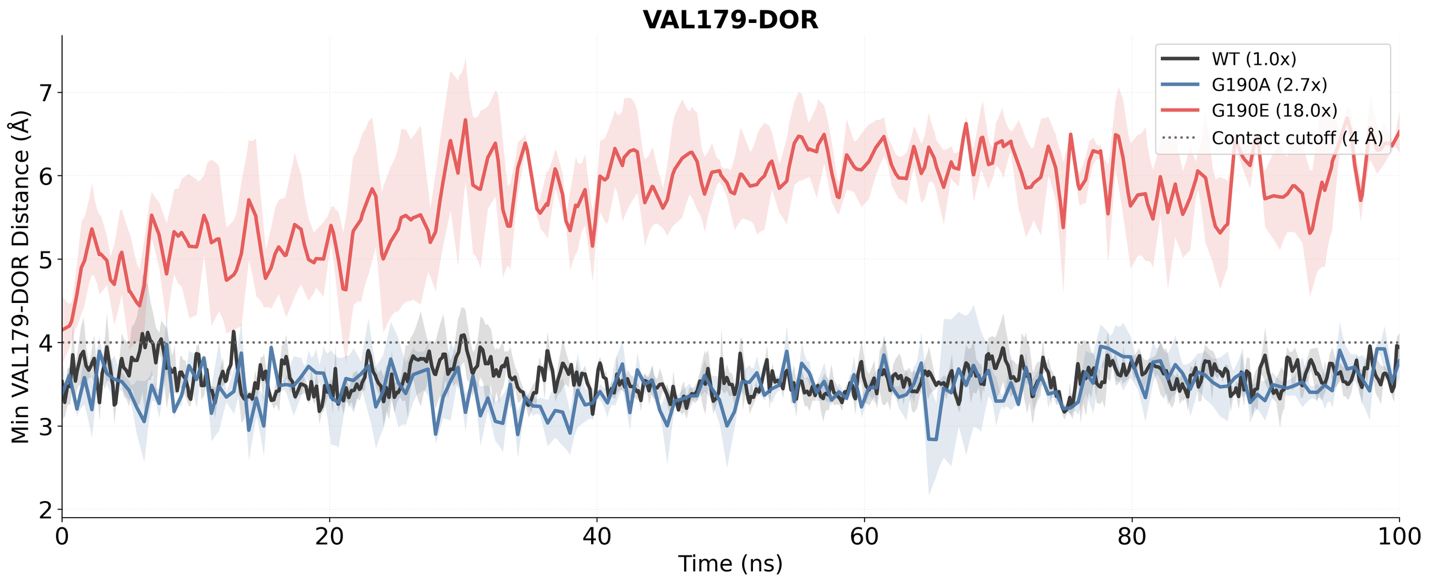 VAL179-DOR
Min VAL179-DOR Distance (Å)
7
6
5
4
3
2
WT (1.0x)
G190A (2.7x)
G190E (18.0x)
Contact cutoff (4 Å)
0 20 40 60 80 100
Time (ns)